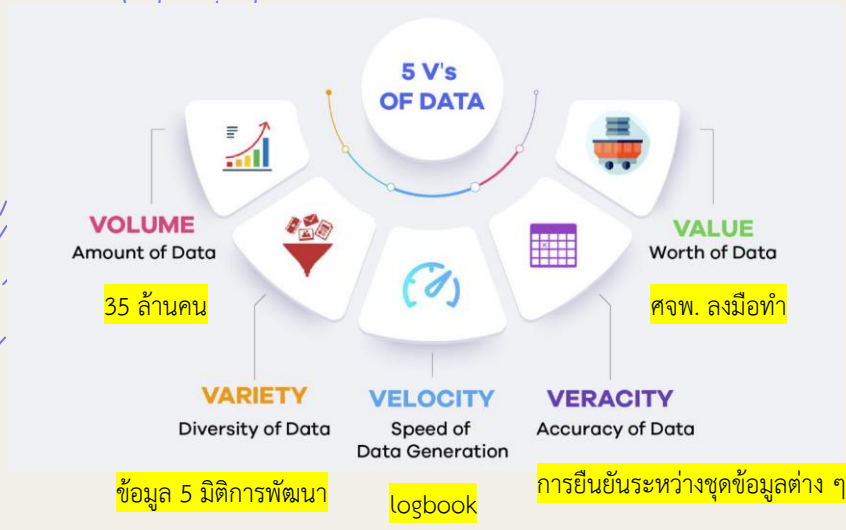 5 V's
OF DATA
VOLUME
Amount of Data
35 ล้านคน
VALUE
Worth of Data
ศจพ. ลงมือทำ
VARIETY
Diversity of Data
ข้อมูล 5 มิติการพัฒนา
VELOCITY
Speed of
Data Generation
logbook
VERACITY
Accuracy of Data
การยืนยันระหว่างชุดข้อมูลต่าง ๆ